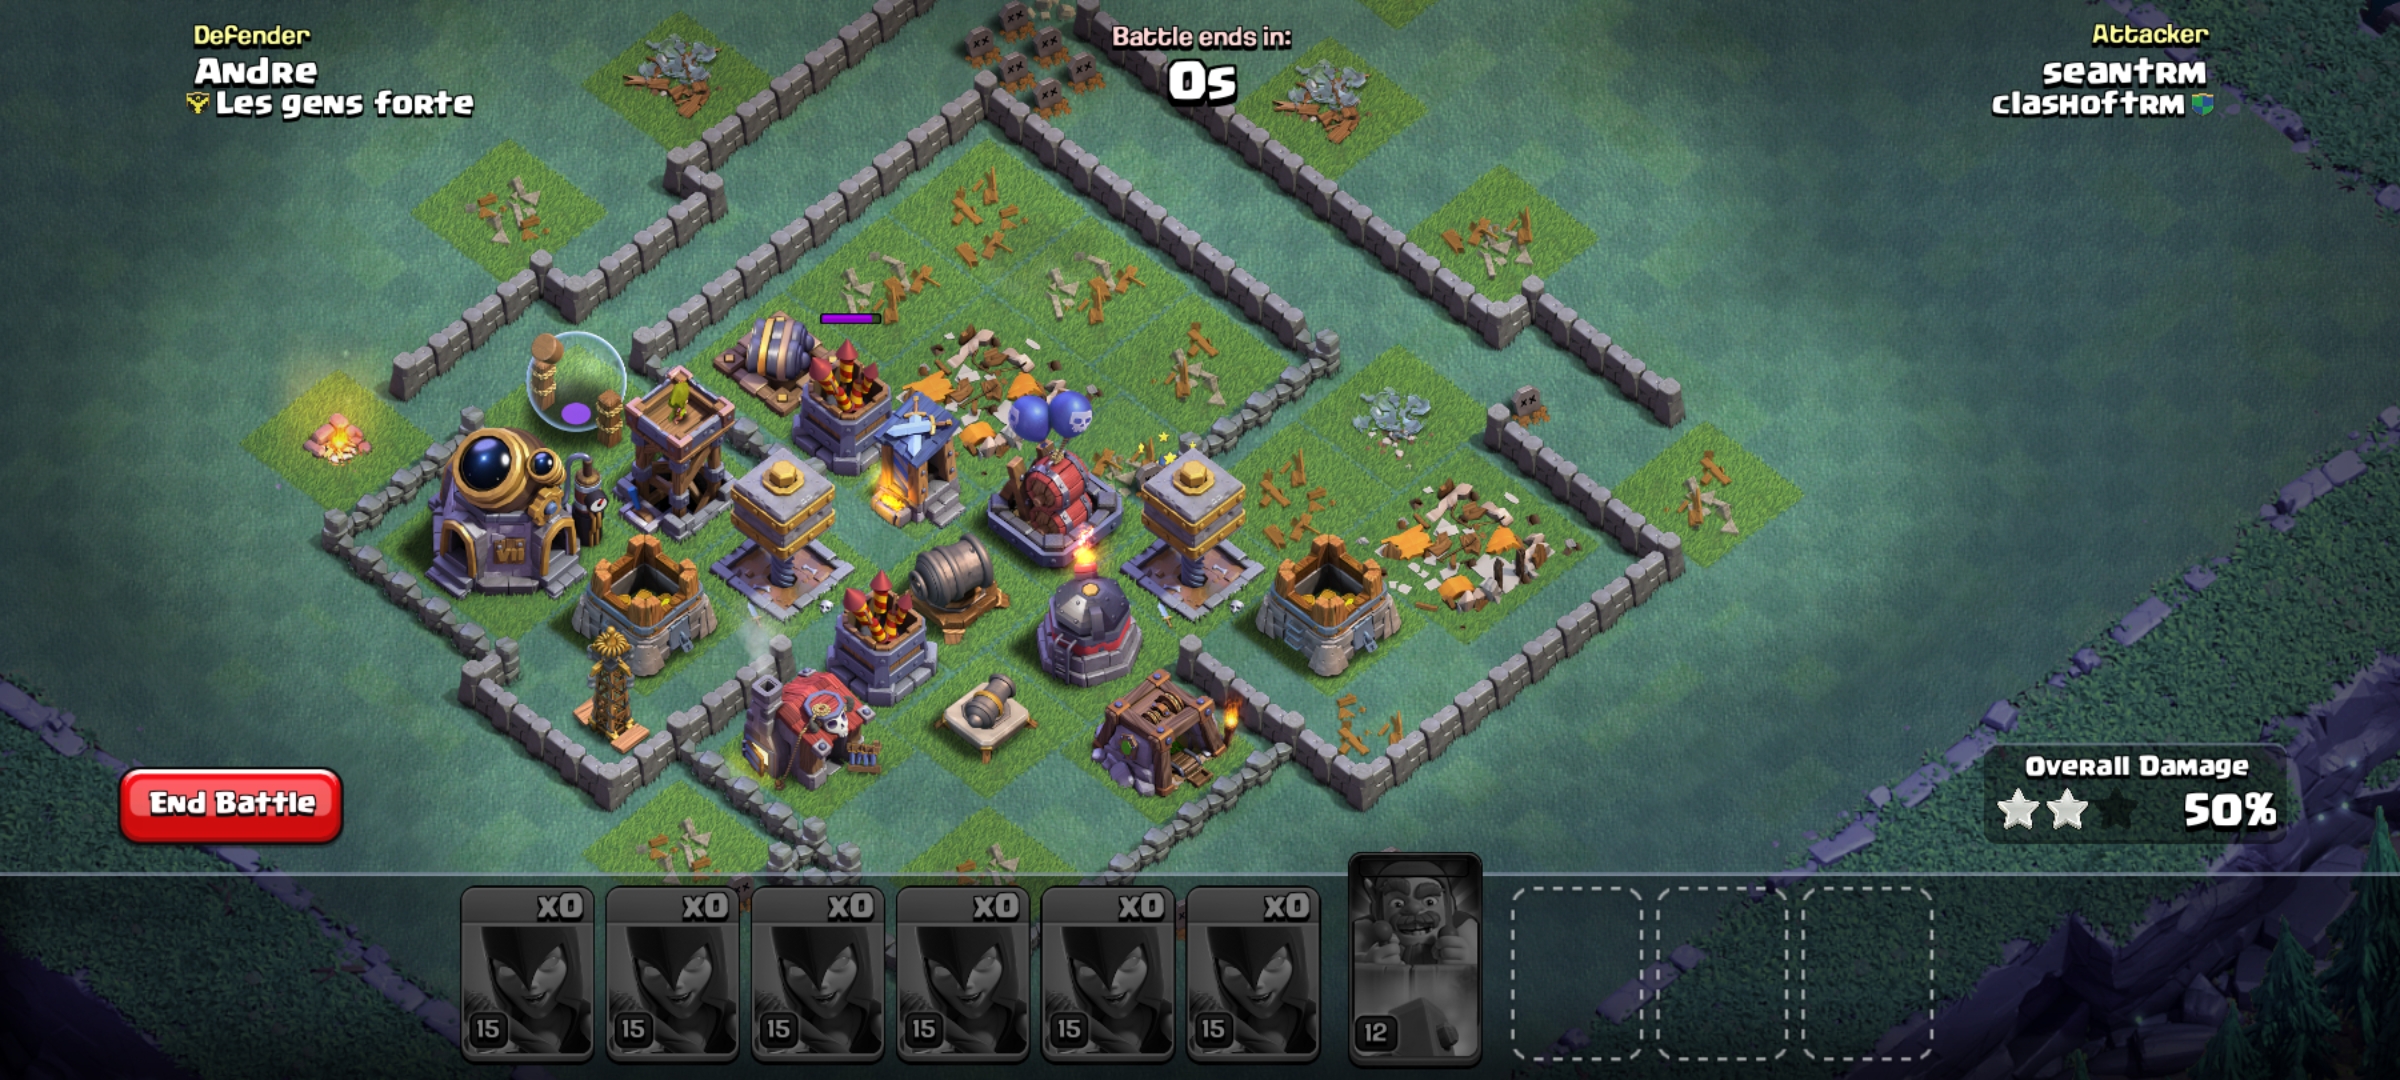 Defender
Andre
Les gens forte
Battle ends in:
0s
Attacker
seantRM
clashoftRM
End Battle
Overall Damage
50%
x0 x0 x0 x0 x0 x0
15 15 15 15 15 15 12